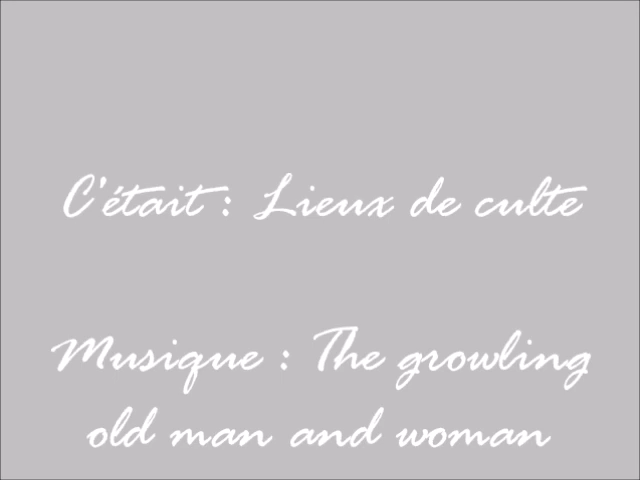 C'était : Lieux de culte
Musique : The growling
old man and woman